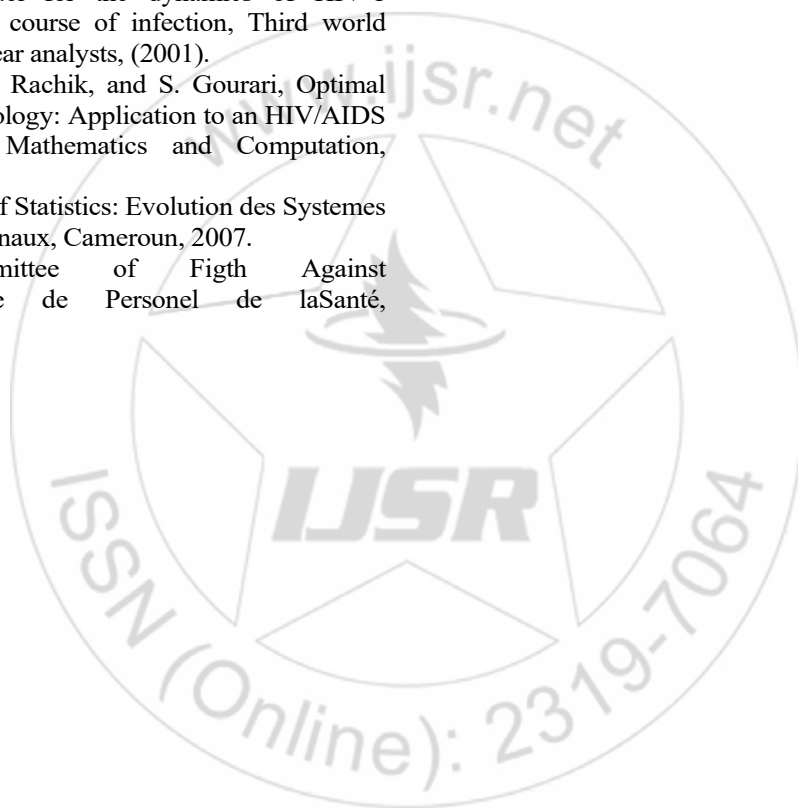 course of infection, Third world
ear analysts, (2001).
Rachik, and S. Gourari, Optimal
ology: Application to an HIV/AIDS
Mathematics and Computation,
f Statistics: Evolution des Systemes
naux, Cameroun, 2007.
mittee of Figth Against
e de Personel de laSanté,
www.ijsr.net
IJSR
ISSN (Online): 2319-7064